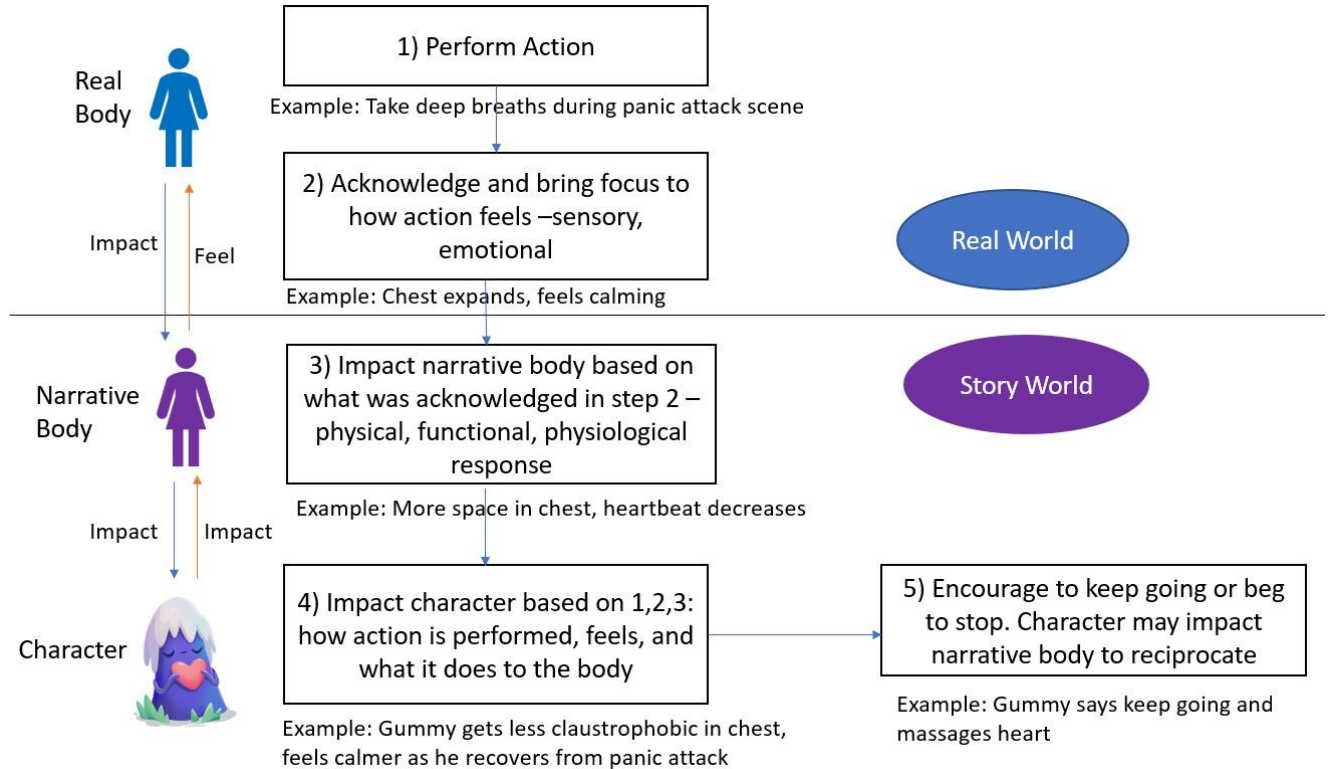 1) Perform Action
Real
Body
Example: Take deep breaths during panic attack scene
2) Acknowledge and bring focus to
how action feels –sensory,
emotional
Impact
Feel
Real World
Example: Chest expands, feels calming
3) Impact narrative body based on
what was acknowledged in step 2 –
physical, functional, physiological
response
Narrative
Body
Story World
Example: More space in chest, heartbeat decreases
Impact
Impact
4) Impact character based on 1,2,3:
how action is performed, feels, and
what it does to the body
Character
5) Encourage to keep going or beg
to stop. Character may impact
narrative body to reciprocate
Example: Gummy gets less claustrophobic in chest,
feels calmer as he recovers from panic attack
Example: Gummy says keep going and
massages heart